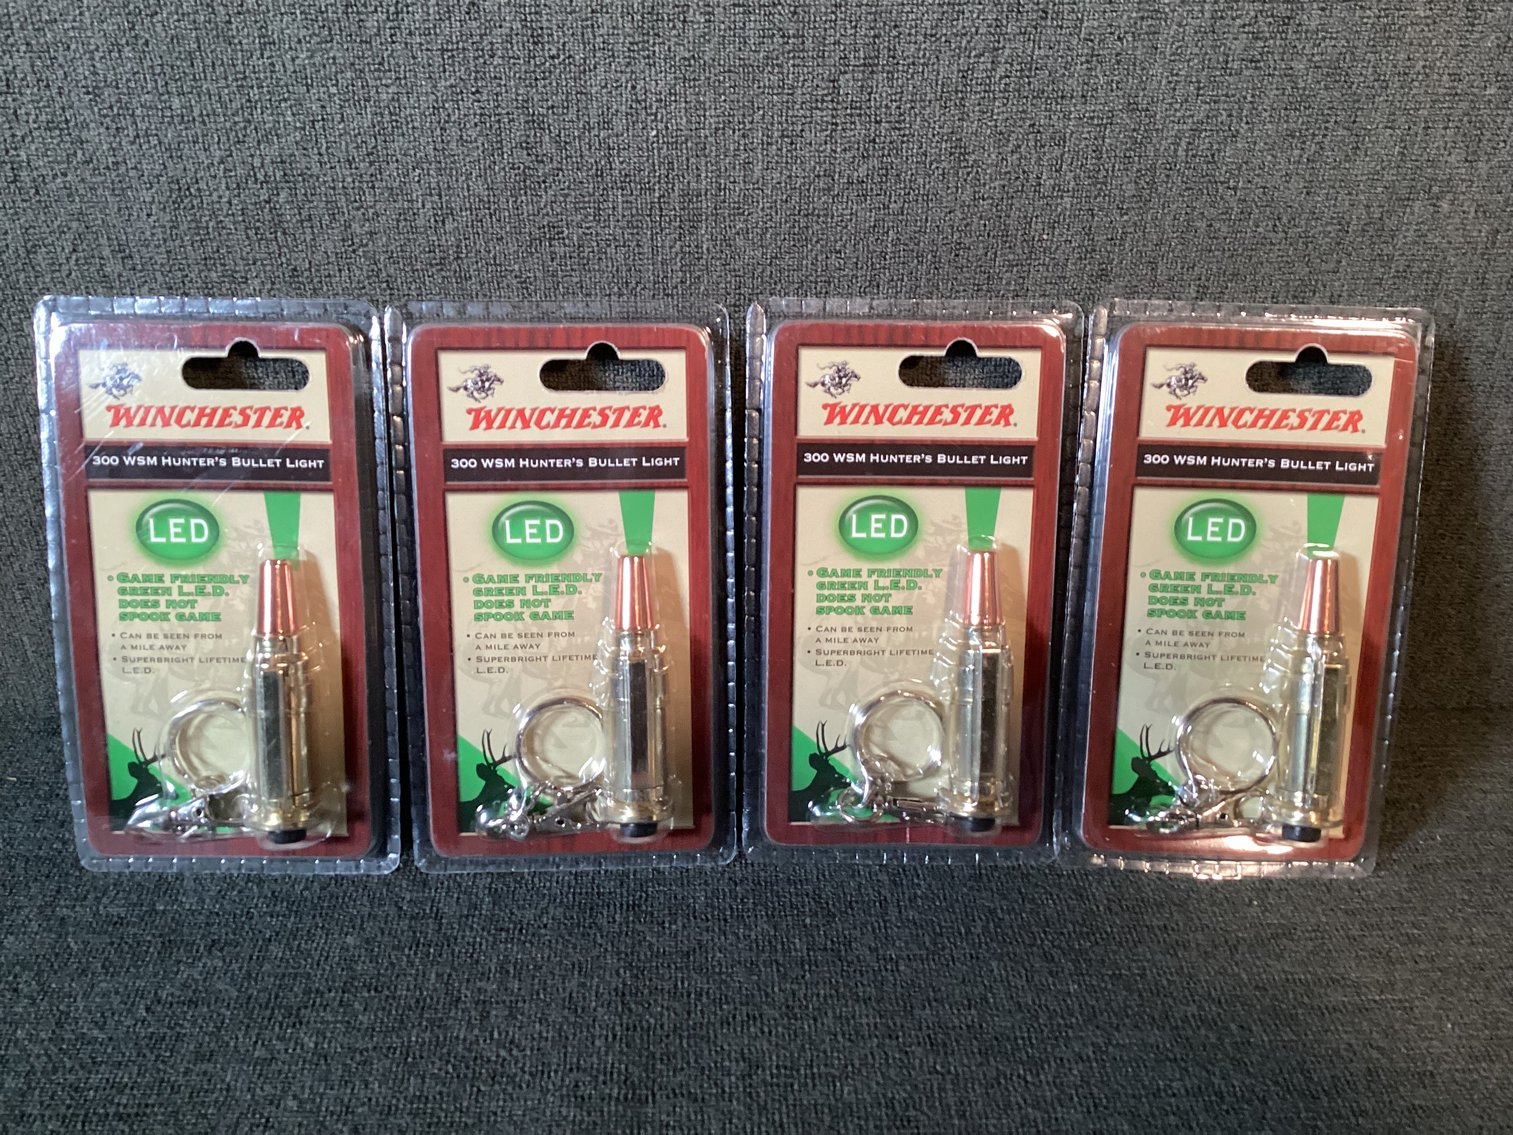 WINCHESTER
300 WSM HUNTER'S BULLET LIGHT
LED
• GAME FRIENDLY
GREEN L.E.D.
DOES NOT
SPOOK GAME
• CAN BE SEEN FROM
A MILE AWAY
• SUPERBRIGHT LIFETIME
L.E.D.
WINCHESTER
300 WSM HUNTER'S BULLET LIGHT
LED
• GAME FRIENDLY
GREEN L.E.D.
DOES NOT
SPOOK GAME
• CAN BE SEEN FROM
A MILE AWAY
• SUPERBRIGHT LIFETIME
L.E.D.
WINCHESTER
300 WSM HUNTER'S BULLET LIGHT
LED
• GAME FRIENDLY
GREEN L.E.D.
DOES NOT
SPOOK GAME
• CAN BE SEEN FROM
A MILE AWAY
• SUPERBRIGHT LIFETIME
L.E.D.
WINCHESTER
300 WSM HUNTER'S BULLET LIGHT
LED
• GAME FRIENDLY
GREEN L.E.D.
DOES NOT
SPOOK GAME
• CAN BE SEEN FROM
A MILE AWAY
• SUPERBRIGHT LIFETIME
L.E.D.